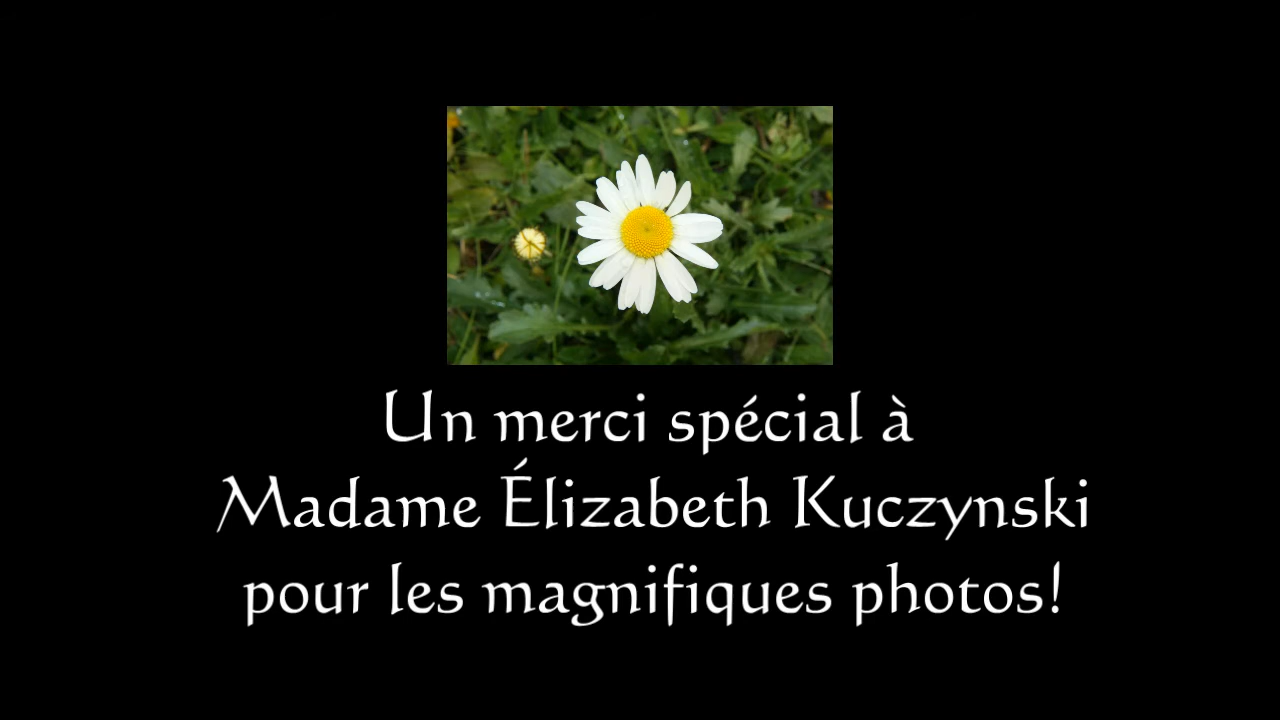 Un merci spécial à
Madame Élizabeth Kuczynski
pour les magnifiques photos!